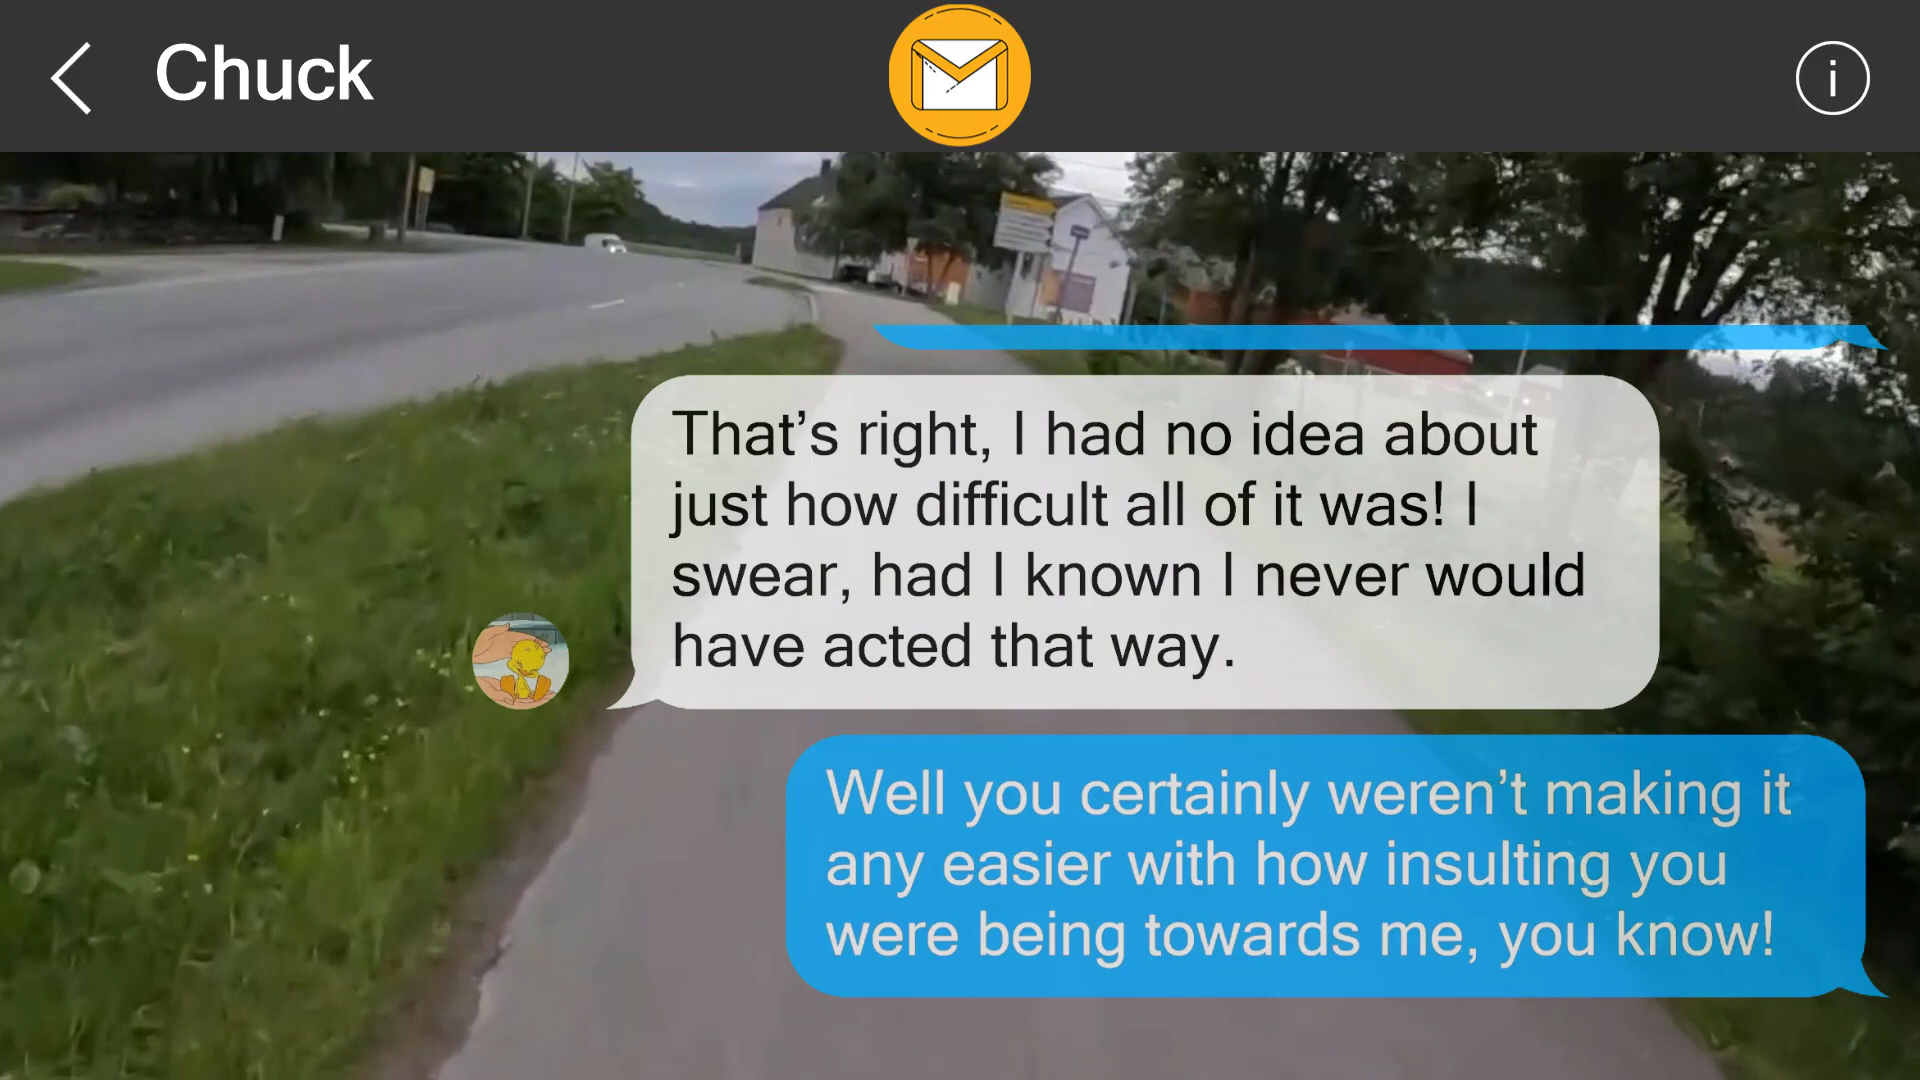 Chuck
i
That’s right, I had no idea about
just how difficult all of it was! I
swear, had I known I never would
have acted that way.
Well you certainly weren’t making it
any easier with how insulting you
were being towards me, you know!